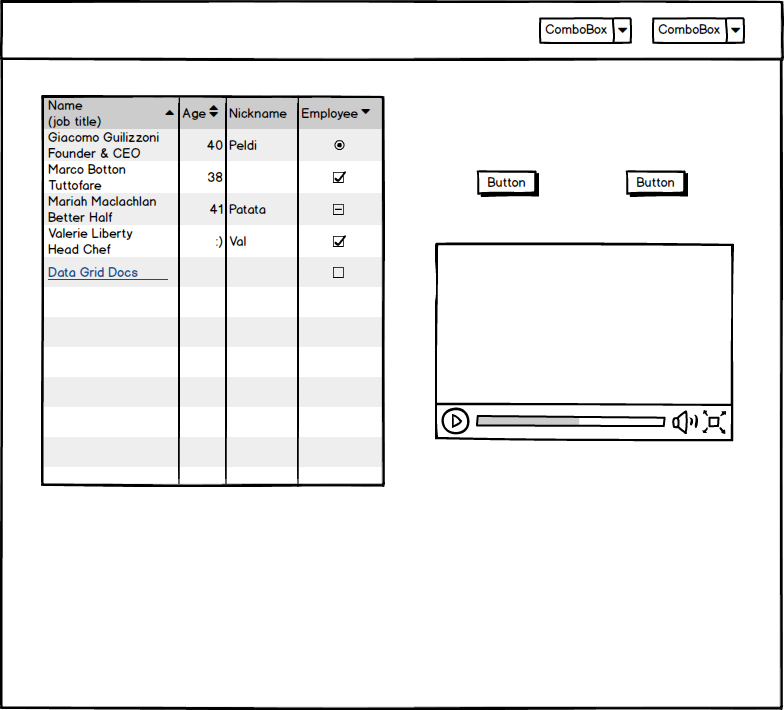 ComboBox
ComboBox
Name
(job title)
Age
Nickname
Employee
Giacomo Guilizzoni
Founder & CEO
40
Peldi
Marco Botton
Tuttofare
38
Mariah Maclachlan
Better Half
41
Patata
Valerie Liberty
Head Chef
:)
Val
Data Grid Docs
Button
Button